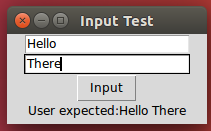 Input Test
Hello
There
Input
User expected:Hello There